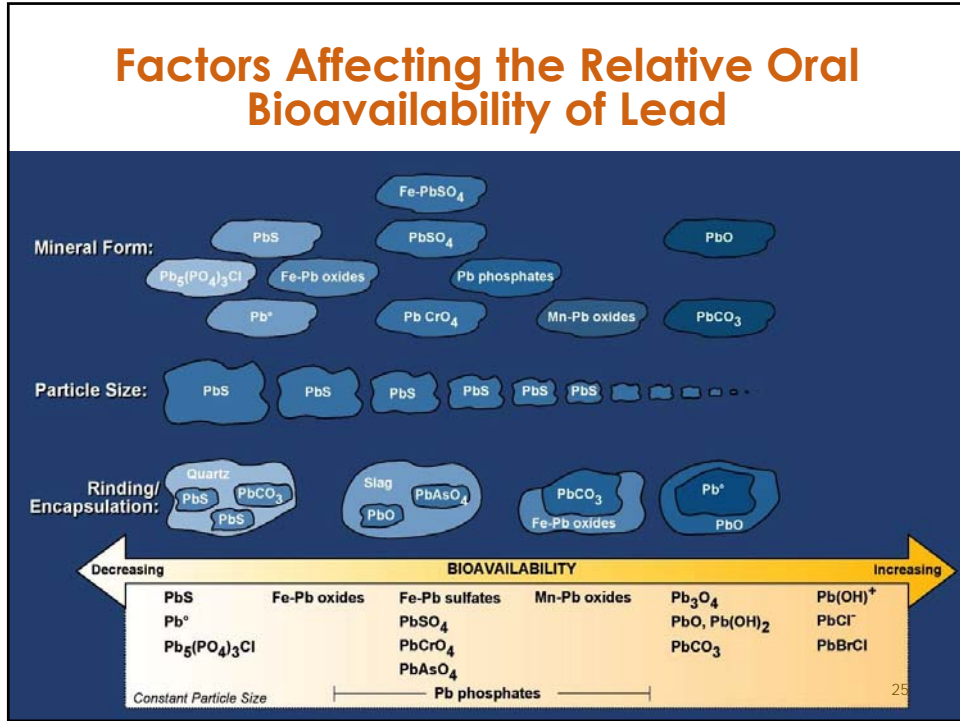 Factors Affecting the Relative Oral
Bioavailability of Lead
Mineral Form:
Fe-PbSO₄
PbS
PbSO₄
PbO
Pb₅(PO₄)₃Cl
Fe-Pb oxides
Pb phosphates
Pb°
Pb CrO₄
Mn-Pb oxides
PbCO₃
Particle Size:
PbS
PbS
PbS
PbS
PbS
PbS
Rinding/
Encapsulation:
Quartz
PbS
PbCO₃
PbS
Slag
PbAsO₄
PbO
PbCO₃
Fe-Pb oxides
Pb°
PbO
Decreasing BIOAVAILABILITY Increasing
PbS Fe-Pb oxides Fe-Pb sulfates Mn-Pb oxides Pb₃O₄ Pb(OH)⁺
Pb° PbSO₄ PbO, Pb(OH)₂ PbCl⁻
Pb₅(PO₄)₃Cl PbCrO₄ PbCO₃ PbBrCl
PbAsO₄
Pb phosphates
Constant Particle Size
25